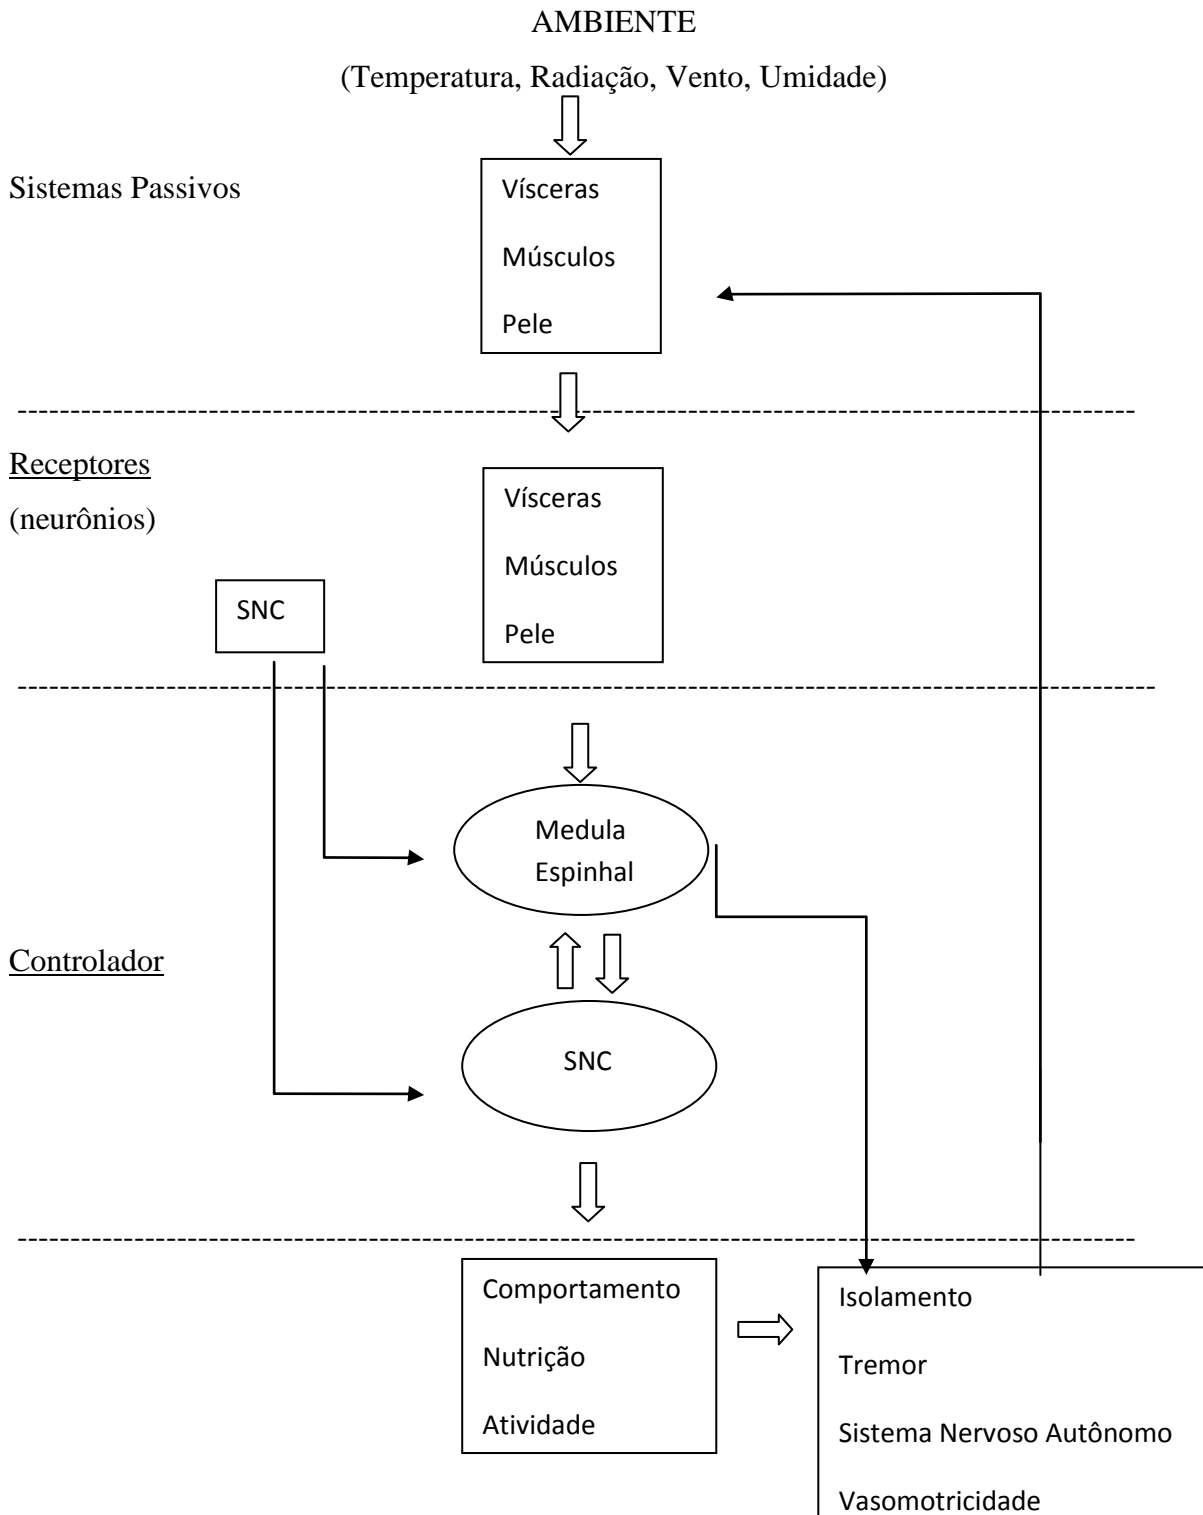 AMBIENTE
(Temperatura, Radiação, Vento, Umidade)
Sistemas Passivos
Vísceras
Músculos
Pele
Receptores
(neurônios)
Vísceras
Músculos
Pele
SNC
Medula
Espinhal
Controlador
SNC
Comportamento
Nutrição
Atividade
Isolamento
Tremor
Sistema Nervoso Autônomo
Vasomotricidade